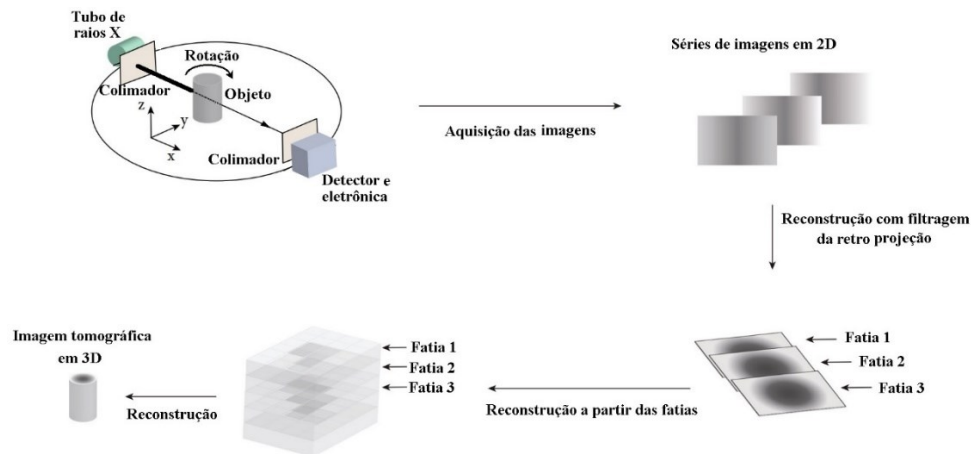 Tubo de
raios X
Rotação
Colimador
Objeto
z
y
x
Colimador
Detector e
eletrônica
Aquisição das imagens
Séries de imagens em 2D
Reconstrução com filtragem
da retro projeção
Fatia 1
Fatia 2
Fatia 3
Reconstrução a partir das fatias
Fatia 1
Fatia 2
Fatia 3
Reconstrução
Imagem tomográfica
em 3D